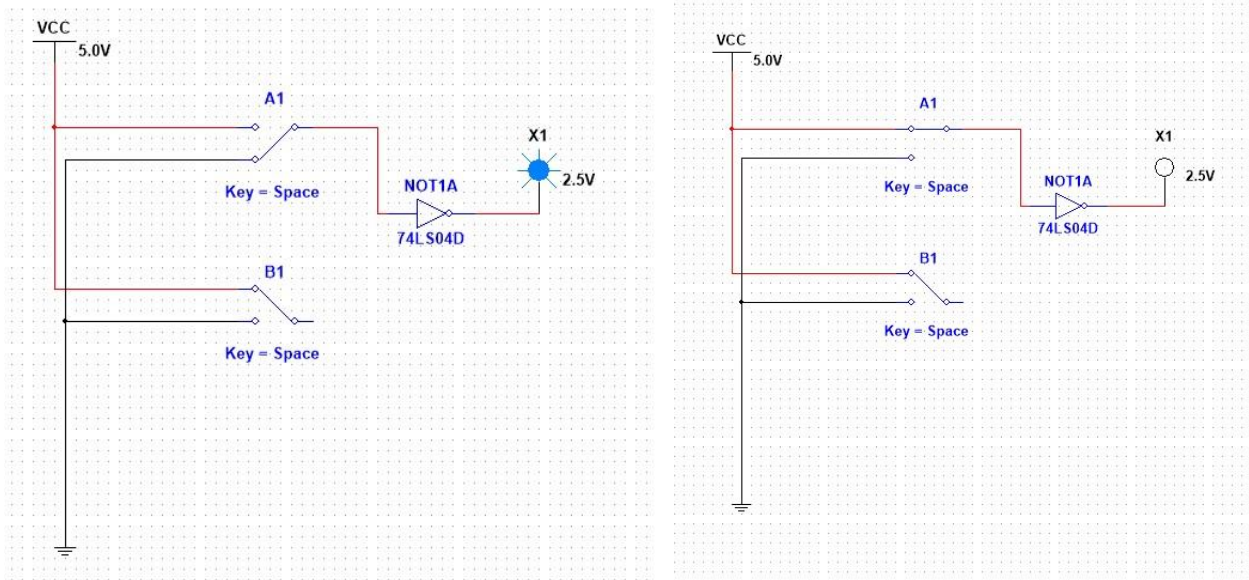 VCC
5.0V
A1
Key = Space
X1
2.5V
NOT1A
74LS04D
B1
Key = Space
VCC
5.0V
A1
Key = Space
X1
2.5V
NOT1A
74LS04D
B1
Key = Space